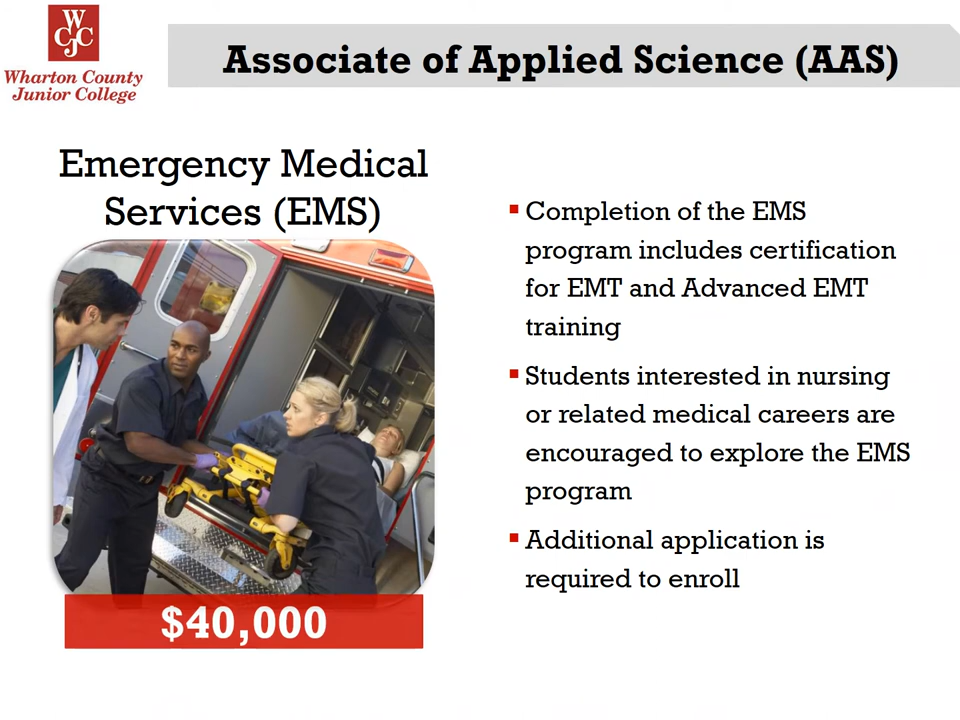 W
CJC
Wharton County
Junior College
Associate of Applied Science (AAS)
Emergency Medical
Services (EMS)
$40,000
▪ Completion of the EMS
program includes certification
for EMT and Advanced EMT
training
▪ Students interested in nursing
or related medical careers are
encouraged to explore the EMS
program
▪ Additional application is
required to enroll